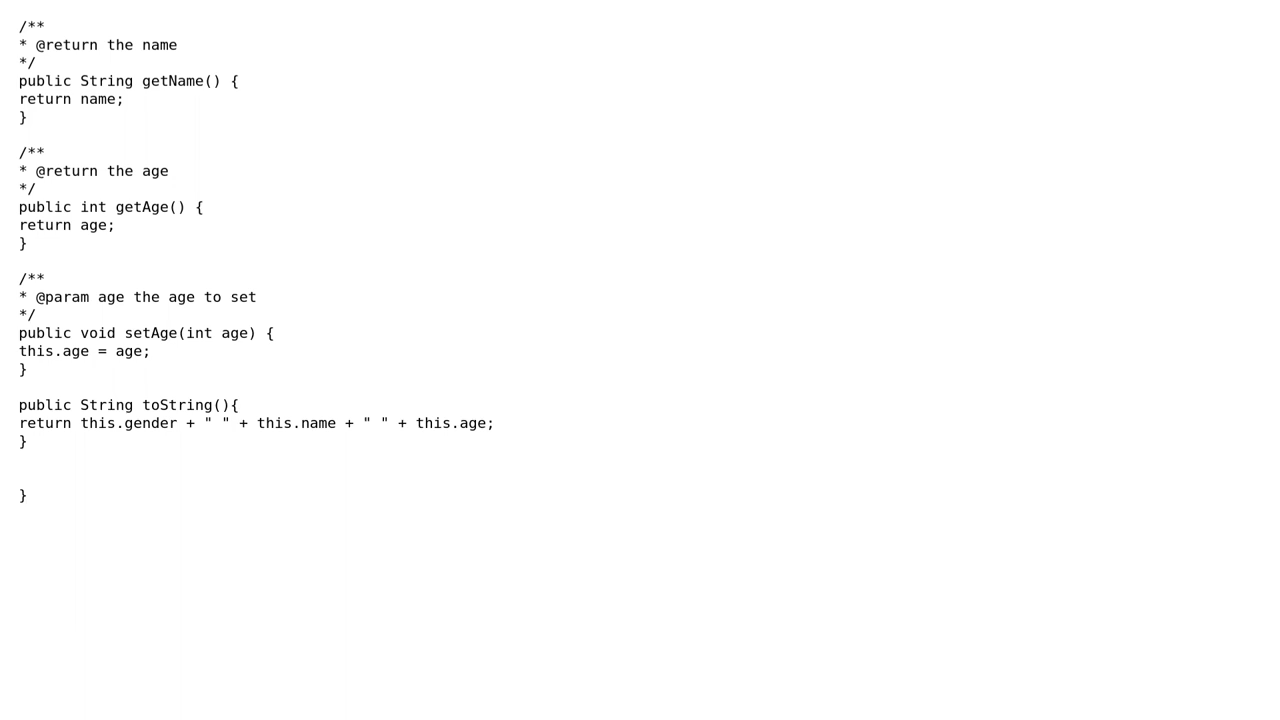 /**
* @return the name
*/
public String getName() {
return name;
}

/**
* @return the age
*/
public int getAge() {
return age;
}

/**
* @param age the age to set
*/
public void setAge(int age) {
this.age = age;
}

public String toString(){
return this.gender + " " + this.name + " " + this.age;
}


}